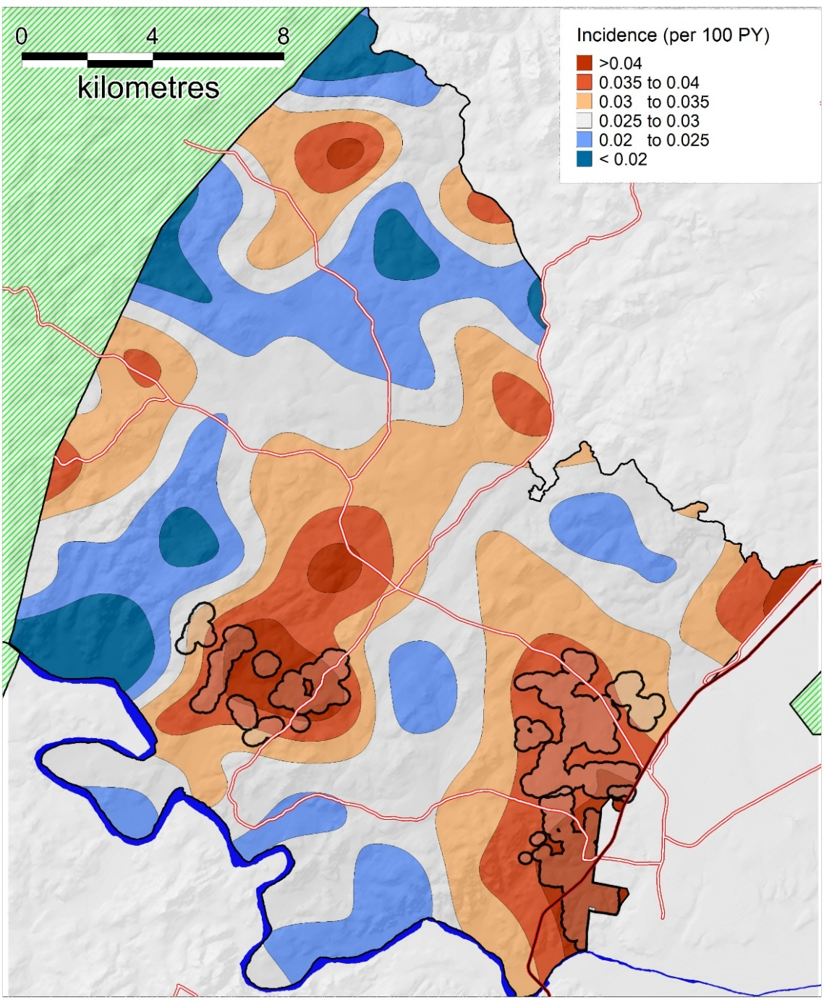 0 4 8
kilometres
Incidence (per 100 PY)
>0.04
0.035 to 0.04
0.03 to 0.035
0.025 to 0.03
0.02 to 0.025
< 0.02